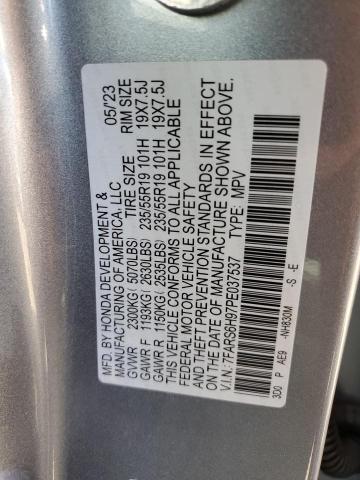 MFD. BY HONDA DEVELOPMENT & 05/23
MANUFACTURING OF AMERICA, LLC
TIRE SIZE RIM SIZE
GVWR 2300KG( 5070LBS)
GAWR F 1193KG( 2630LBS) 235/55R19 101H 19X7.5J
GAWR R 1150KG( 2535LBS) 235/55R19 101H 19X7.5J
THIS VEHICLE CONFORMS TO ALL APPLICABLE
FEDERAL MOTOR VEHICLE SAFETY
AND THEFT PREVENTION STANDARDS IN EFFECT
ON THE DATE OF MANUFACTURE SHOWN ABOVE.
V.I.N.: 7FARS6H97PE037537 TYPE: MPV
3D0 P AE9 -NH830M -S -E